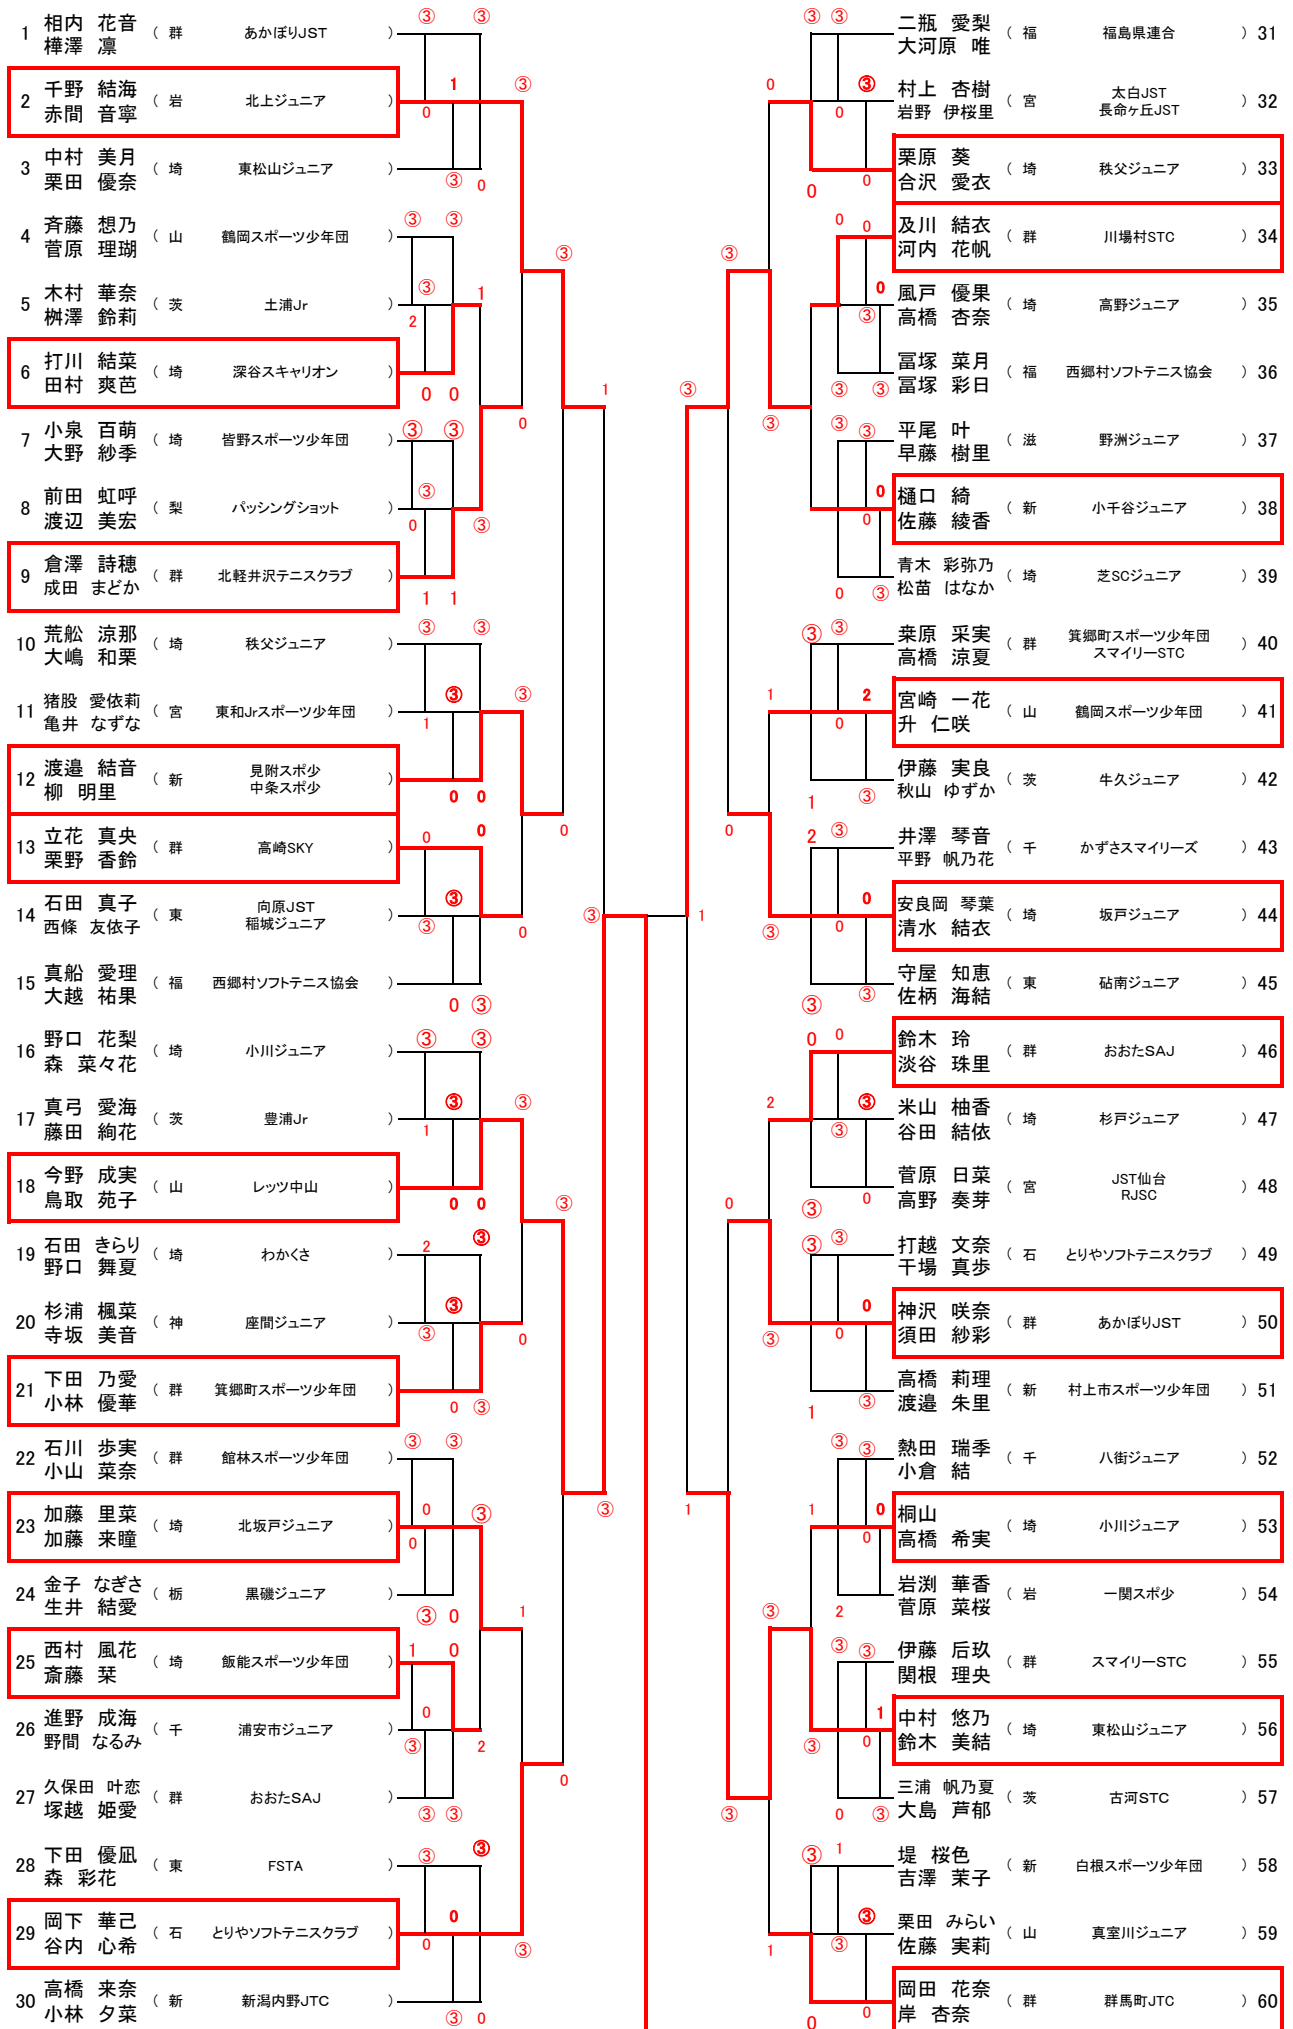 1 相内 花音 ( 群 あかぼりJST )
樺澤 凛
2 千野 結海 ( 岩 北上ジュニア )
赤間 音寧
3 中村 美月 ( 埼 東松山ジュニア )
栗田 優奈
4 斉藤 想乃 ( 山 鶴岡スポーツ少年団 )
菅原 理瑚
5 木村 華奈 ( 茨 土浦Jr )
桝澤 鈴莉
6 打川 結菜 ( 埼 深谷スキャリオン )
田村 爽芭
7 小泉 百萌 ( 埼 皆野スポーツ少年団 )
大野 紗季
8 前田 虹呼 ( 梨 パッシングショット )
渡辺 美宏
9 倉澤 詩穂 ( 群 北軽井沢テニスクラブ )
成田 まどか
10 荒舩 涼那 ( 埼 秩父ジュニア )
大嶋 和栗
11 猪股 愛依莉 ( 宮 東和Jrスポーツ少年団 )
亀井 なずな
12 渡邉 結音 ( 新 見附スポ少 中条スポ少 )
柳 明里
13 立花 真央 ( 群 高崎SKY )
栗野 香鈴
14 石田 真子 ( 東 向原JST 稲城ジュニア )
西條 友依子
15 真船 愛理 ( 福 西郷村ソフトテニス協会 )
大越 祐果
16 野口 花梨 ( 埼 小川ジュニア )
森 菜々花
17 真弓 愛海 ( 茨 豊浦Jr )
藤田 絢花
18 今野 成実 ( 山 レッツ中山 )
鳥取 苑子
19 石田 きらり ( 埼 わかくさ )
野口 舞夏
20 杉浦 楓菜 ( 神 座間ジュニア )
寺坂 美音
21 下田 乃愛 ( 群 箕郷町スポーツ少年団 )
小林 優華
22 石川 歩実 ( 群 館林スポーツ少年団 )
小山 菜奈
23 加藤 里菜 ( 埼 北坂戸ジュニア )
加藤 来瞳
24 金子 なぎさ ( 栃 黒磯ジュニア )
生井 結愛
25 西村 風花 ( 埼 飯能スポーツ少年団 )
斎藤 栞
26 進野 成海 ( 千 浦安市ジュニア )
野間 なるみ
27 久保田 叶恋 ( 群 おおたSAJ )
塚越 姫愛
28 下田 優凪 ( 東 FSTA )
森 彩花
29 岡下 華己 ( 石 とりやソフトテニスクラブ )
谷内 心希
30 高橋 来奈 ( 新 新潟内野JTC )
小林 夕菜
二瓶 愛梨 ( 福 福島県連合 ) 31
大河原 唯
村上 杏樹 ( 宮 太白JST 長命ヶ丘JST ) 32
岩野 伊桜里
栗原 葵 ( 埼 秩父ジュニア ) 33
合沢 愛衣
及川 結衣 ( 群 川場村STC ) 34
河内 花帆
風戸 優果 ( 埼 高野ジュニア ) 35
高橋 杏奈
冨塚 菜月 ( 福 西郷村ソフトテニス協会 ) 36
冨塚 彩日
平尾 叶 ( 滋 野洲ジュニア ) 37
早藤 樹里
樋口 綺 ( 新 小千谷ジュニア ) 38
佐藤 綾香
青木 彩弥乃 ( 埼 芝SCジュニア ) 39
松苗 はなか
桒原 采実 ( 群 箕郷町スポーツ少年団 スマイリーSTC ) 40
高橋 涼夏
宮崎 一花 ( 山 鶴岡スポーツ少年団 ) 41
升 仁咲
伊藤 実良 ( 茨 牛久ジュニア ) 42
秋山 ゆずか
井澤 琴音 ( 千 かずさスマイリーズ ) 43
平野 帆乃花
安良岡 琴葉 ( 埼 坂戸ジュニア ) 44
清水 結衣
守屋 知恵 ( 東 砧南ジュニア ) 45
佐柄 海結
鈴木 玲 ( 群 おおたSAJ ) 46
淡谷 珠里
米山 柚香 ( 埼 杉戸ジュニア ) 47
谷田 結依
菅原 日菜 ( 宮 JST仙台 RJSC ) 48
高野 奏芽
打越 文奈 ( 石 とりやソフトテニスクラブ ) 49
干場 真歩
神沢 咲奈 ( 群 あかぼりJST ) 50
須田 紗彩
高橋 莉理 ( 新 村上市スポーツ少年団 ) 51
渡邉 朱里
熱田 瑞季 ( 千 八街ジュニア ) 52
小倉 結
桐山 ( 埼 小川ジュニア ) 53
高橋 希実
岩渕 華香 ( 岩 一関スポ少 ) 54
菅原 菜桜
伊藤 后玖 ( 群 スマイリーSTC ) 55
関根 理央
中村 悠乃 ( 埼 東松山ジュニア ) 56
鈴木 美結
三浦 帆乃夏 ( 茨 古河STC ) 57
大島 芦郁
堤 桜色 ( 新 白根スポーツ少年団 ) 58
吉澤 茉子
栗田 みらい ( 山 真室川ジュニア ) 59
佐藤 実莉
岡田 花奈 ( 群 群馬町JTC ) 60
岸 杏奈